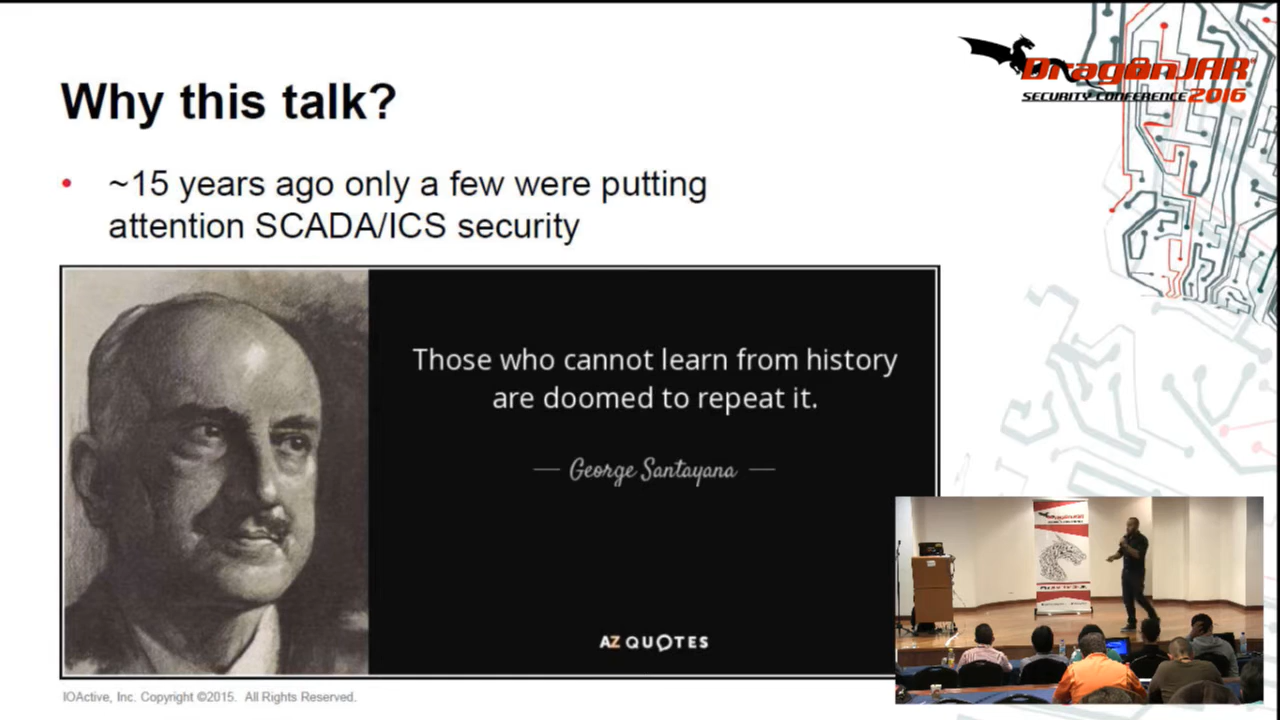 DragonJAR
SECURITY CONFERENCE 2016
Why this talk?
• ~15 years ago only a few were putting
attention SCADA/ICS security
Those who cannot learn from history
are doomed to repeat it.
— George Santayana —
AZ QUOTES
IOActive, Inc. Copyright ©2015. All Rights Reserved.